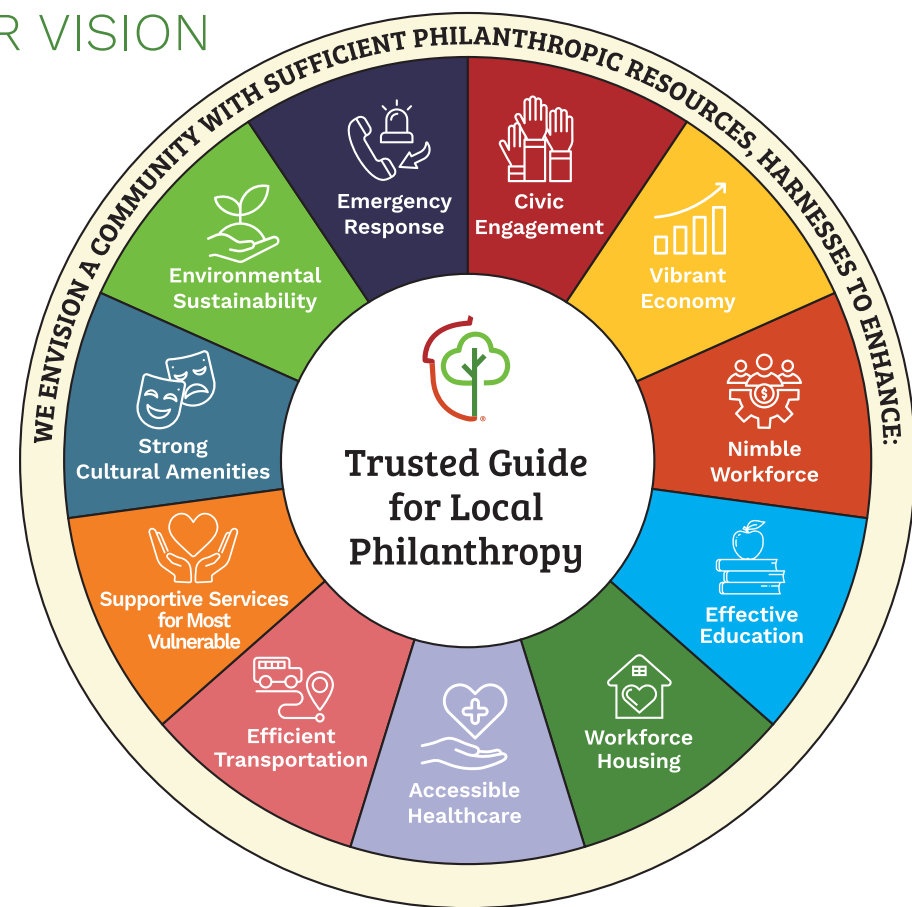 R VISION
WE ENVISION A COMMUNITY WITH SUFFICIENT PHILANTHROPIC RESOURCES, HARNESSES TO ENHANCE:
Emergency
Response
Civic
Engagement
Vibrant
Economy
Nimble
Workforce
Effective
Education
Workforce
Housing
Accessible
Healthcare
Efficient
Transportation
Supportive Services
for Most
Vulnerable
Strong
Cultural Amenities
Environmental
Sustainability
$
®
Trusted Guide
for Local
Philanthropy